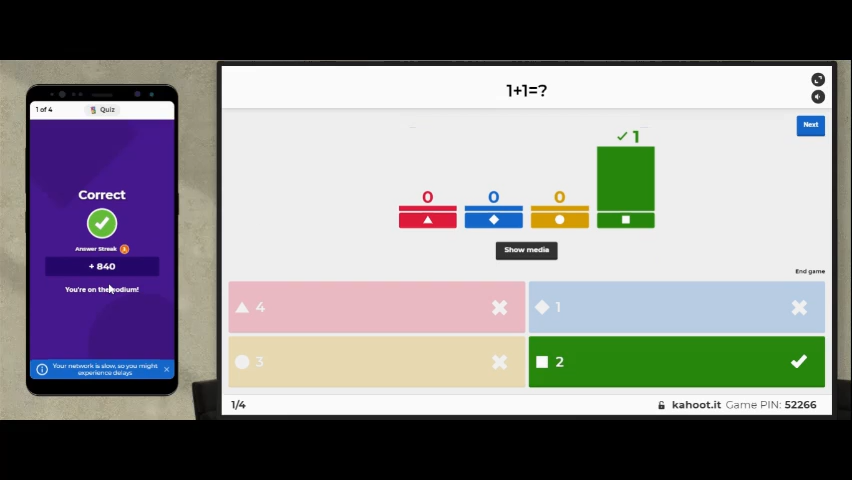 1 of 4
Quiz
Correct
Answer Streak
+ 840
You're on the podium!
Your network is slow, so you might
experience delays
1+1=?
Next
0
0
0
1
Show media
End game
4
1
3
2
1/4
kahoot.it Game PIN: 52266